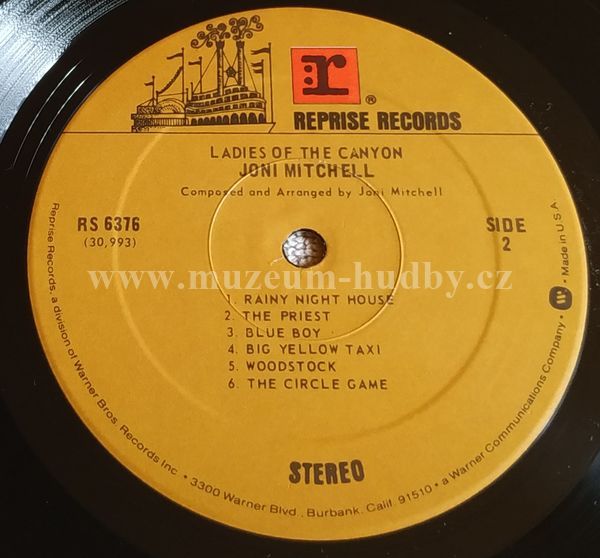 r
®
REPRISE RECORDS
LADIES OF THE CANYON
JONI MITCHELL
Composed and Arranged by Joni Mitchell
RS 6376
(30,993)
SIDE
2
www.muzeum-hudby.cz
1. RAINY NIGHT HOUSE
2. THE PRIEST
3. BLUE BOY
4. BIG YELLOW TAXI
5. WOODSTOCK
6. THE CIRCLE GAME
STEREO
Reprise Records, a division of Warner Bros. Records Inc • 3300 Warner Blvd., Burbank, Calif. 91510 • a Warner Communications Company. • W • Made in U.S.A.